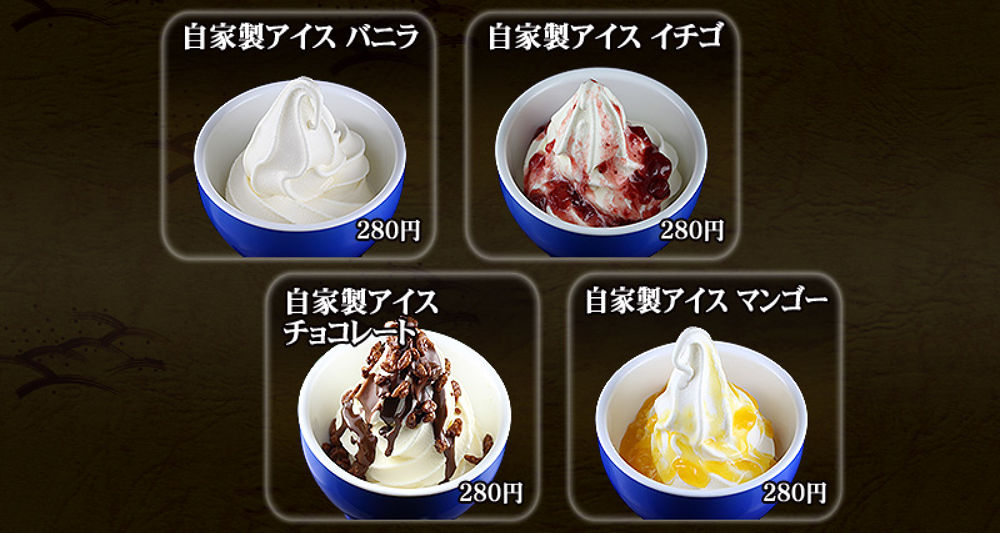 自家製アイス バニラ
280円
自家製アイス イチゴ
280円
自家製アイス
チョコレート
280円
自家製アイス マンゴー
280円